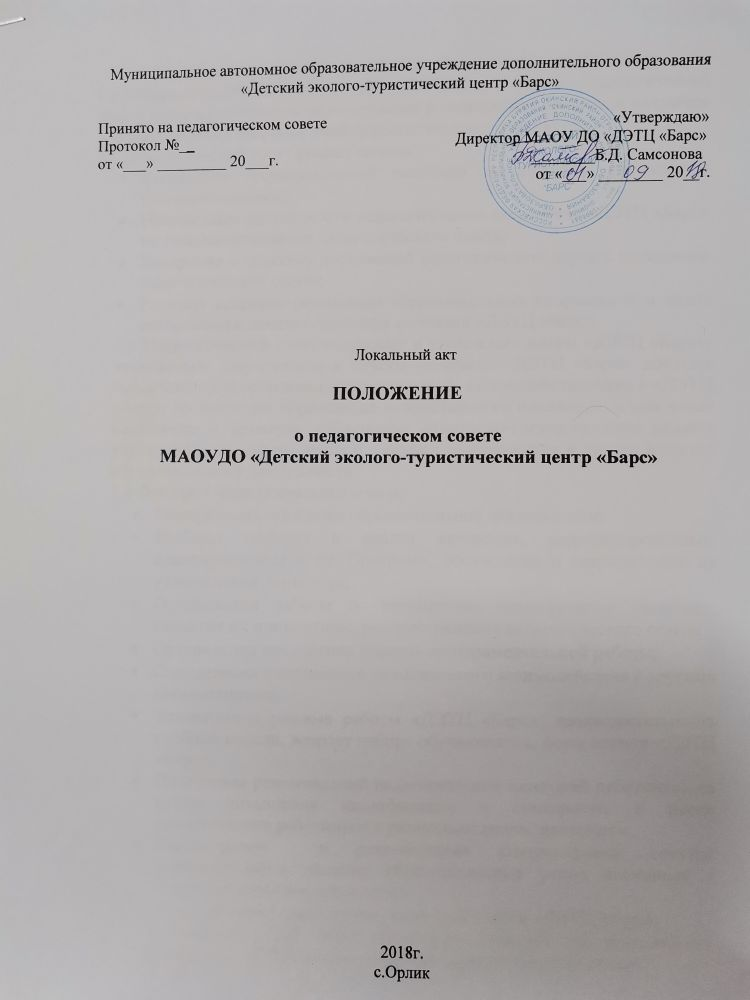 Муниципальное автономное образовательное учреждение дополнительного образования
«Детский эколого-туристический центр «Барс»
Принято на педагогическом совете
Протокол №__
от «___» _________ 20___г.
«Утверждаю»
Директор МАОУ ДО «ДЭТЦ «Барс»
Б.Д. Самсонова
от «01» 09 2018г.
Локальный акт
ПОЛОЖЕНИЕ
о педагогическом совете
МАОУДО «Детский эколого-туристический центр «Барс»
2018г.
с.Орлик